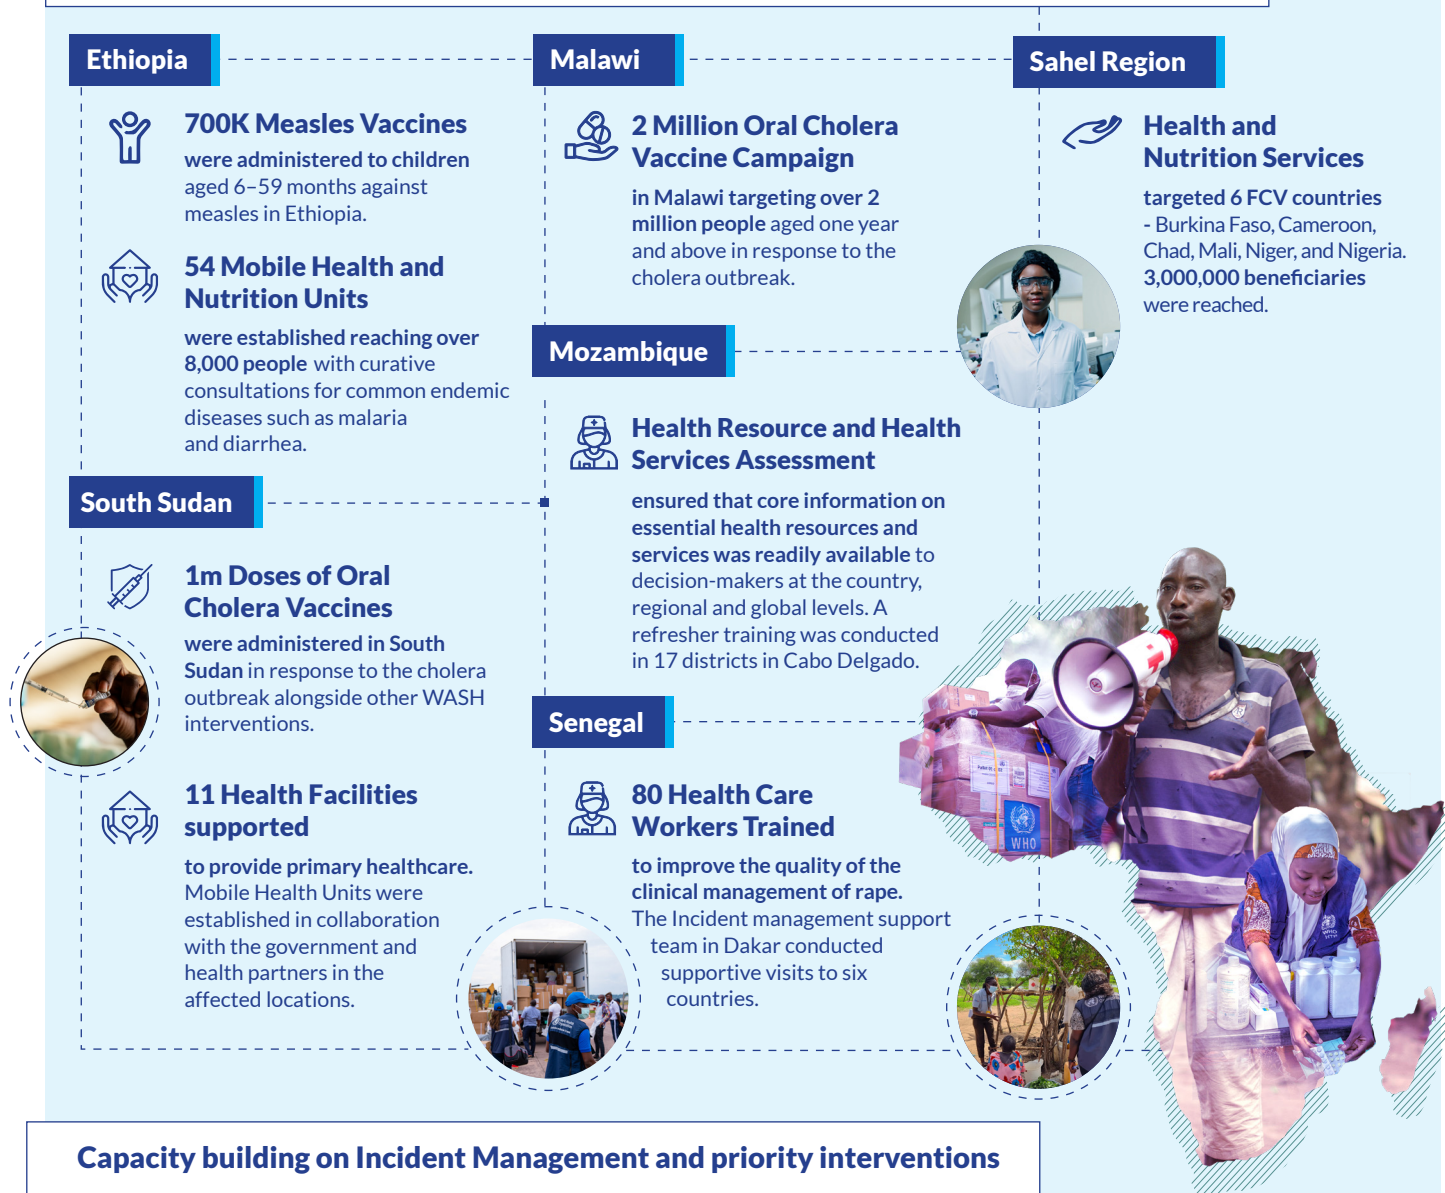 Ethiopia
700K Measles Vaccines
were administered to children
aged 6–59 months against
measles in Ethiopia.
54 Mobile Health and
Nutrition Units
were established reaching over
8,000 people with curative
consultations for common endemic
diseases such as malaria
and diarrhea.
South Sudan
1m Doses of Oral
Cholera Vaccines
were administered in South
Sudan in response to the cholera
outbreak alongside other WASH
interventions.
11 Health Facilities
supported
to provide primary healthcare.
Mobile Health Units were
established in collaboration
with the government and
health partners in the
affected locations.
Malawi
2 Million Oral Cholera
Vaccine Campaign
in Malawi targeting over 2
million people aged one year
and above in response to the
cholera outbreak.
Mozambique
Health Resource and Health
Services Assessment
ensured that core information on
essential health resources and
services was readily available to
decision-makers at the country,
regional and global levels. A
refresher training was conducted
in 17 districts in Cabo Delgado.
Senegal
80 Health Care
Workers Trained
to improve the quality of the
clinical management of rape.
The Incident management support
team in Dakar conducted
supportive visits to six
countries.
Sahel Region
Health and
Nutrition Services
targeted 6 FCV countries
- Burkina Faso, Cameroon,
Chad, Mali, Niger, and Nigeria.
3,000,000 beneficiaries
were reached.
WHO
WHO
Capacity building on Incident Management and priority interventions